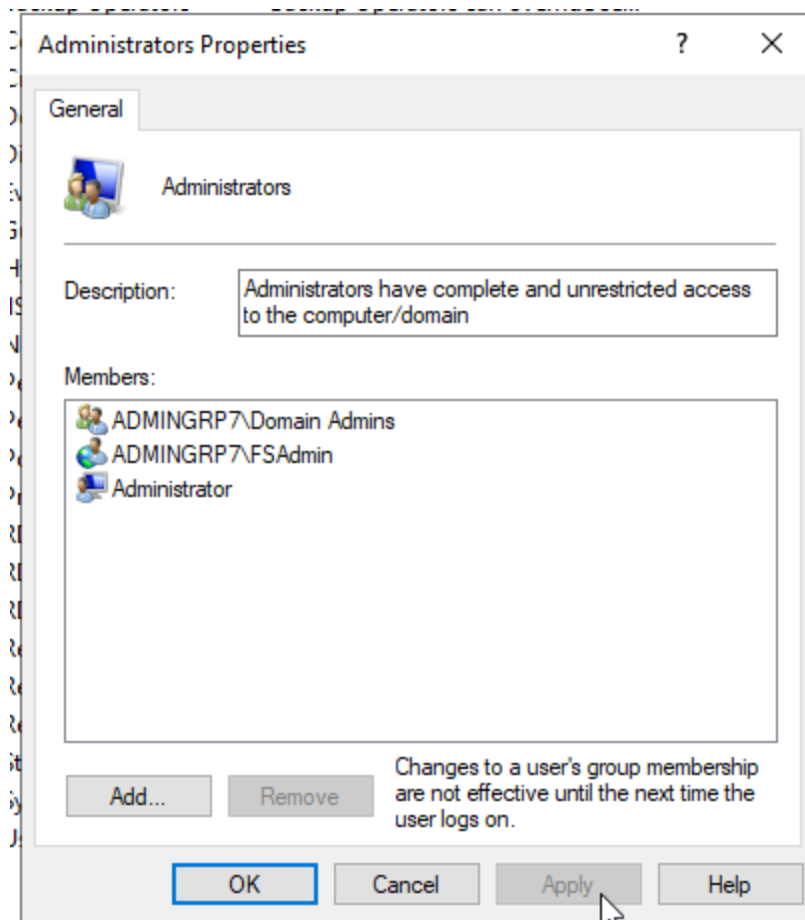 Administrators Properties
?
General
Administrators
Description:
Administrators have complete and unrestricted access
to the computer/domain
Members:
ADMINGRP7\Domain Admins
ADMINGRP7\FSAdmin
Administrator
Add...
Remove
Changes to a user's group membership
are not effective until the next time the
user logs on.
OK
Cancel
Apply
Help